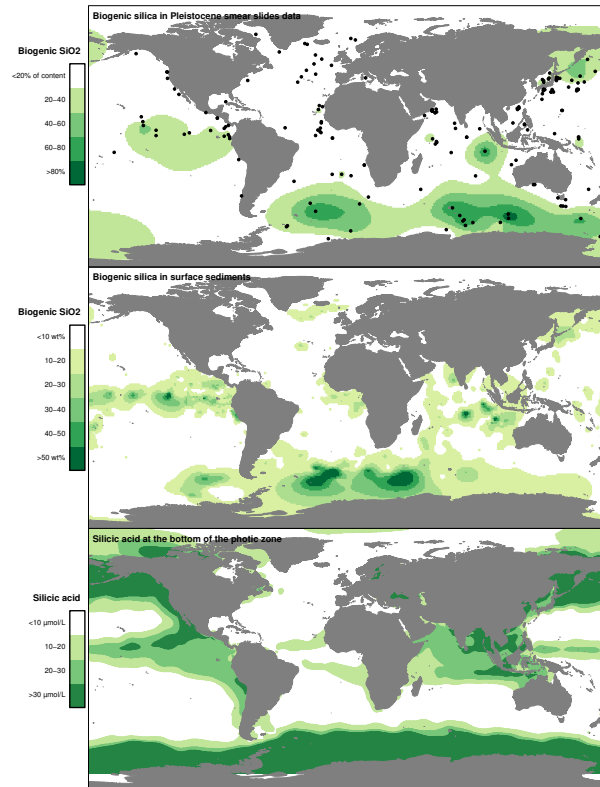 Biogenic silica in Pleistocene smear slides data
Biogenic SiO2
<20% of content
20–40
40–60
60–80
>80%
Biogenic silica in surface sediments
Biogenic SiO2
<10 wt%
10–20
20–30
30–40
40–50
>50 wt%
Silicic acid at the bottom of the photic zone
Silicic acid
<10 µmol/L
10–20
20–30
>30 µmol/L